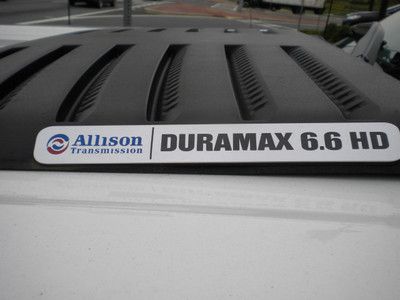 Allison DURAMAX 6.6 HD
Transmission